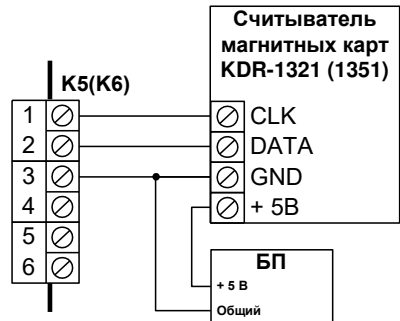 Считыватель
магнитных карт
KDR-1321 (1351)
K5(K6)
1
2
3
4
5
6
CLK
DATA
GND
+ 5В
БП
+ 5 В
Общий